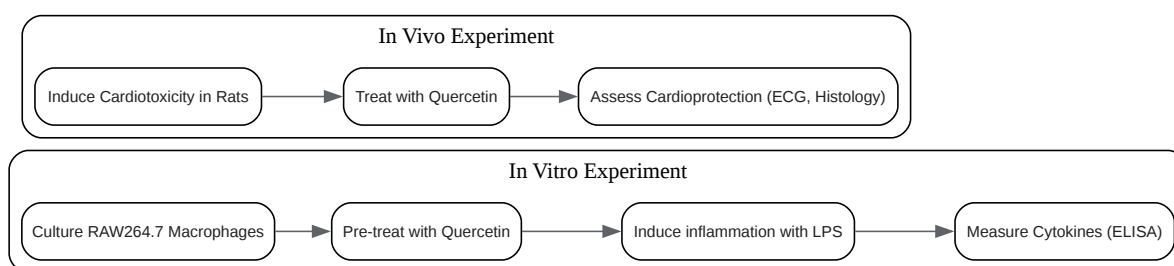 In Vivo Experiment
Induce Cardiotoxicity in Rats
Treat with Quercetin
Assess Cardioprotection (ECG, Histology)
In Vitro Experiment
Culture RAW264.7 Macrophages
Pre-treat with Quercetin
Induce inflammation with LPS
Measure Cytokines (ELISA)